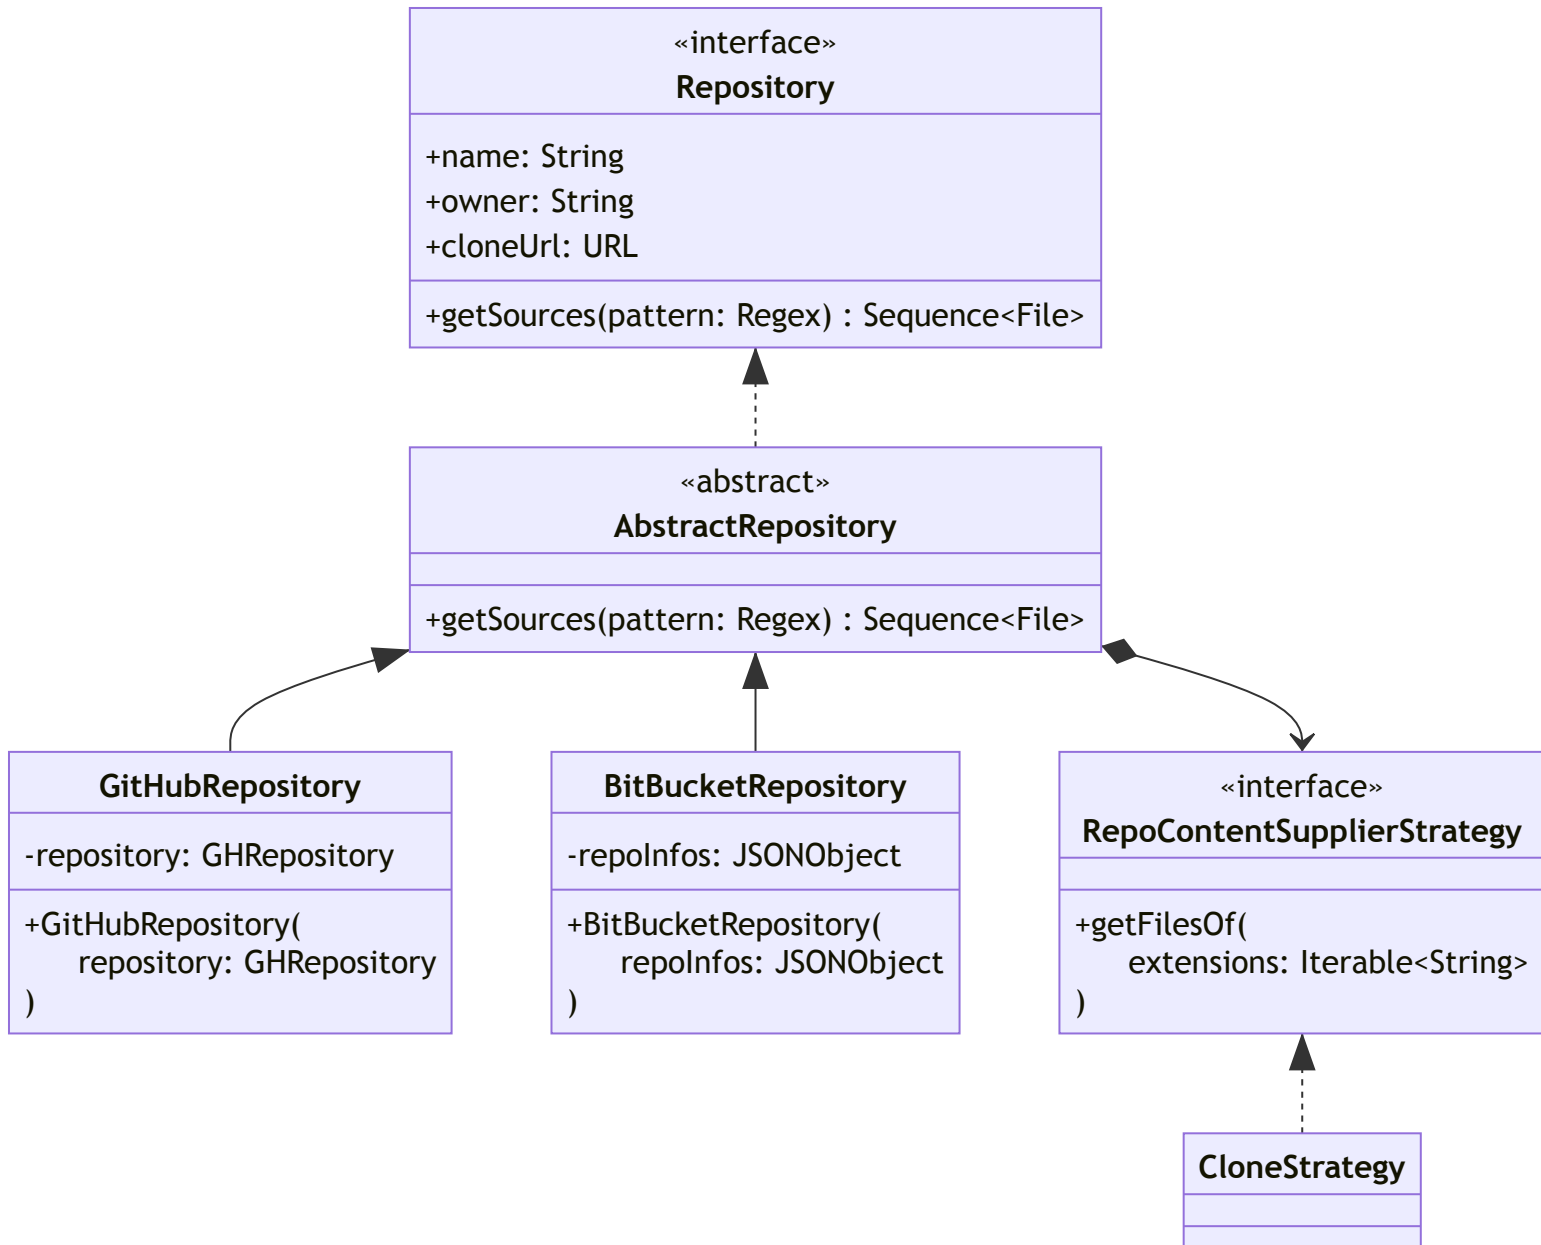 «interface»
Repository
+name: String
+owner: String
+cloneUrl: URL
+getSources(pattern: Regex) : Sequence<File>
«abstract»
AbstractRepository
+getSources(pattern: Regex) : Sequence<File>
GitHubRepository
-repository: GHRepository
+GitHubRepository(
repository: GHRepository
)
BitBucketRepository
-repoInfos: JSONObject
+BitBucketRepository(
repoInfos: JSONObject
)
«interface»
RepoContentSupplierStrategy
+getFilesOf(
extensions: Iterable<String>
)
CloneStrategy